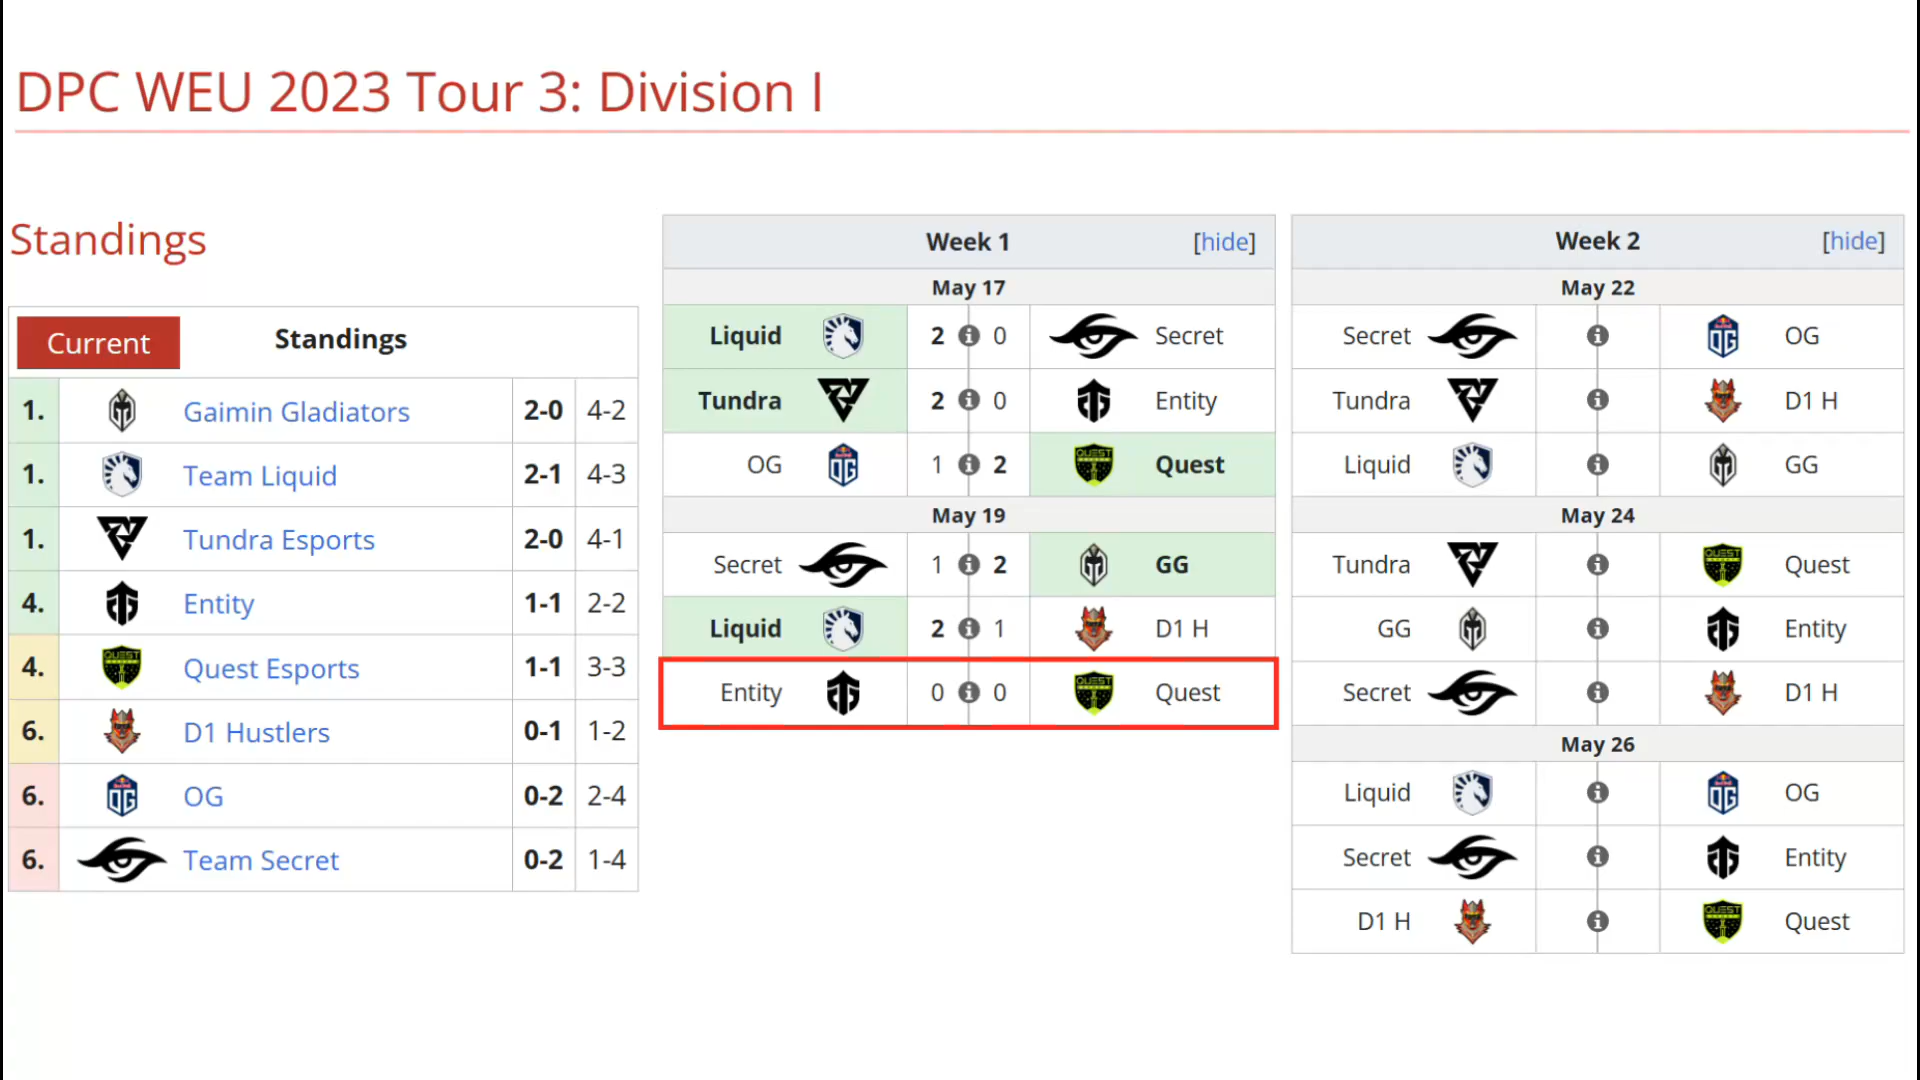 DPC WEU 2023 Tour 3: Division I
Standings
Current Standings
1. Gaimin Gladiators 2-0 4-2
1. Team Liquid 2-1 4-3
1. Tundra Esports 2-0 4-1
4. Entity 1-1 2-2
4. Quest Esports 1-1 3-3
6. D1 Hustlers 0-1 1-2
6. OG 0-2 2-4
6. Team Secret 0-2 1-4
Week 1 [hide]
May 17
Liquid 2 0 Secret
Tundra 2 0 Entity
OG 1 2 Quest
May 19
Secret 1 2 GG
Liquid 2 1 D1 H
Entity 0 0 Quest
Week 2 [hide]
May 22
Secret OG
Tundra D1 H
Liquid GG
May 24
Tundra Quest
GG Entity
Secret D1 H
May 26
Liquid OG
Secret Entity
D1 H Quest